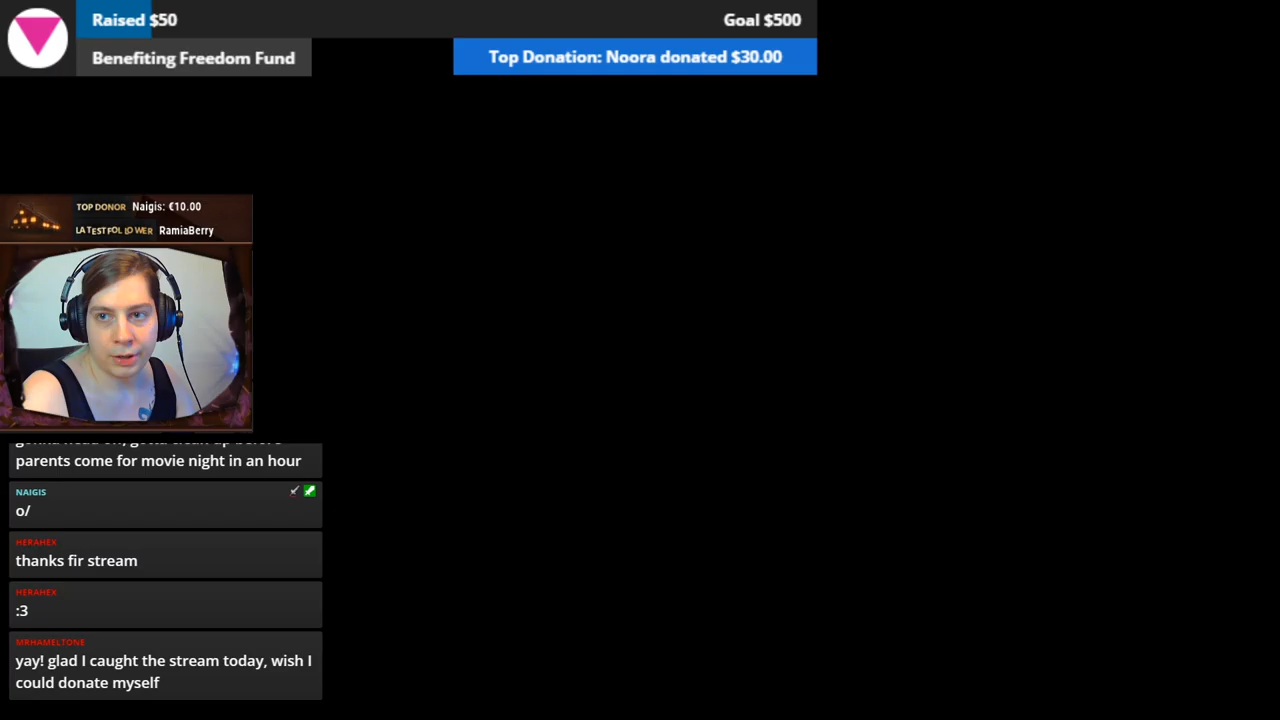 Raised $50
Goal $500
Benefiting Freedom Fund
Top Donation: Noora donated $30.00
TOP DONOR Naigis: €10.00
LATEST FOLLOWER RamiaBerry
parents come for movie night in an hour
NAIGIS
o/
HERAHEX
thanks fir stream
HERAHEX
:3
MRHAMELTONE
yay! glad I caught the stream today, wish I
could donate myself